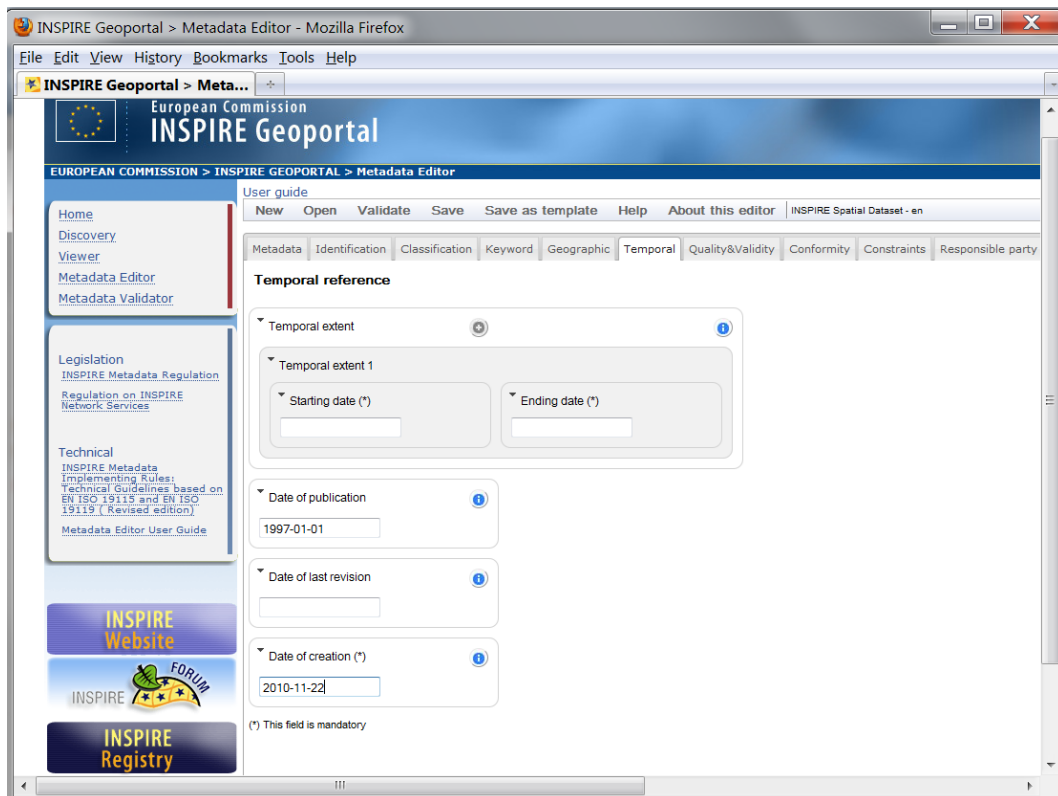 INSPIRE Geoportal > Metadata Editor - Mozilla Firefox
File Edit View History Bookmarks Tools Help
INSPIRE Geoportal > Meta...
European Commission
INSPIRE Geoportal
EUROPEAN COMMISSION > INSPIRE GEOPORTAL > Metadata Editor
User guide
New Open Validate Save Save as template Help About this editor INSPIRE Spatial Dataset - en
Home
Discovery
Viewer
Metadata Editor
Metadata Validator
Legislation
INSPIRE Metadata Regulation
Regulation on INSPIRE
Network Services
Technical
INSPIRE Metadata
Implementing Rules:
Technical Guidelines based on
EN ISO 19115 and EN ISO
19119 ( Revised edition)
Metadata Editor User Guide
INSPIRE
Website
INSPIRE FORUM
INSPIRE
Registry
Metadata Identification Classification Keyword Geographic Temporal Quality&Validity Conformity Constraints Responsible party
Temporal reference
Temporal extent
Temporal extent 1
Starting date (*) Ending date (*)
Date of publication
1997-01-01
Date of last revision
Date of creation (*)
2010-11-22
(*) This field is mandatory